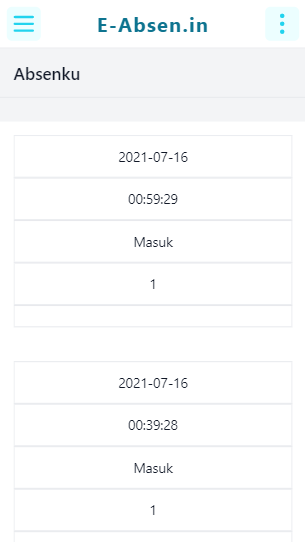 E-Absen.in
Absenku
2021-07-16
00:59:29
Masuk
1
2021-07-16
00:39:28
Masuk
1